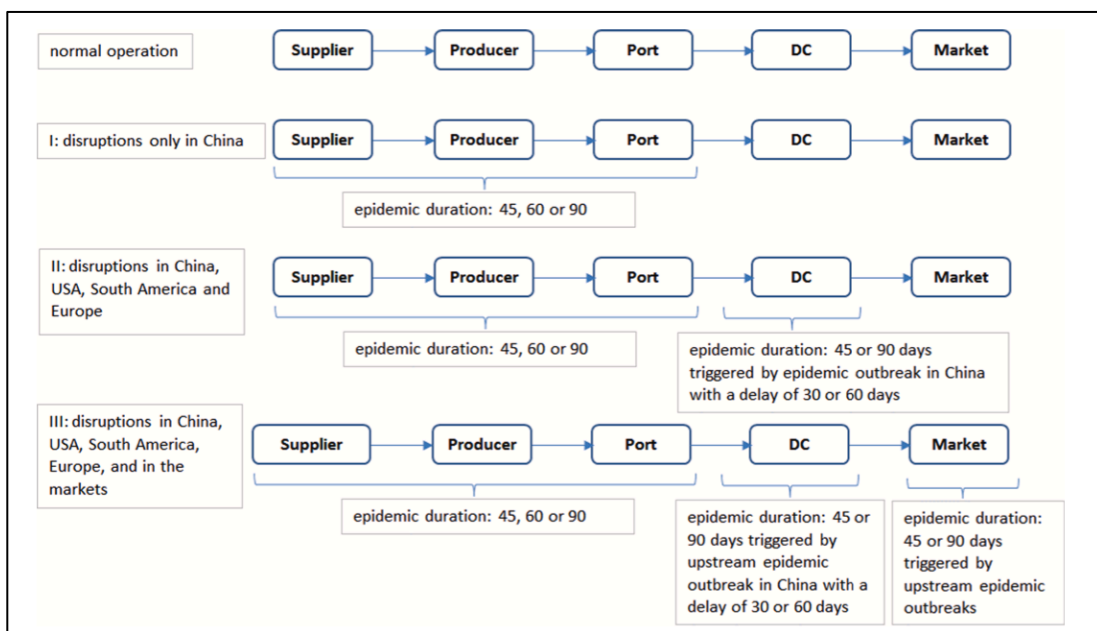 normal operation
Supplier
Producer
Port
DC
Market
I: disruptions only in China
Supplier
Producer
Port
DC
Market
epidemic duration: 45, 60 or 90
II: disruptions in China,
USA, South America and
Europe
Supplier
Producer
Port
DC
Market
epidemic duration: 45, 60 or 90
epidemic duration: 45 or 90 days
triggered by epidemic outbreak in China
with a delay of 30 or 60 days
III: disruptions in China,
USA, South America,
Europe, and in the
markets
Supplier
Producer
Port
DC
Market
epidemic duration: 45, 60 or 90
epidemic duration: 45 or
90 days triggered by
upstream epidemic
outbreak in China with a
delay of 30 or 60 days
epidemic duration:
45 or 90 days
triggered by
upstream epidemic
outbreaks